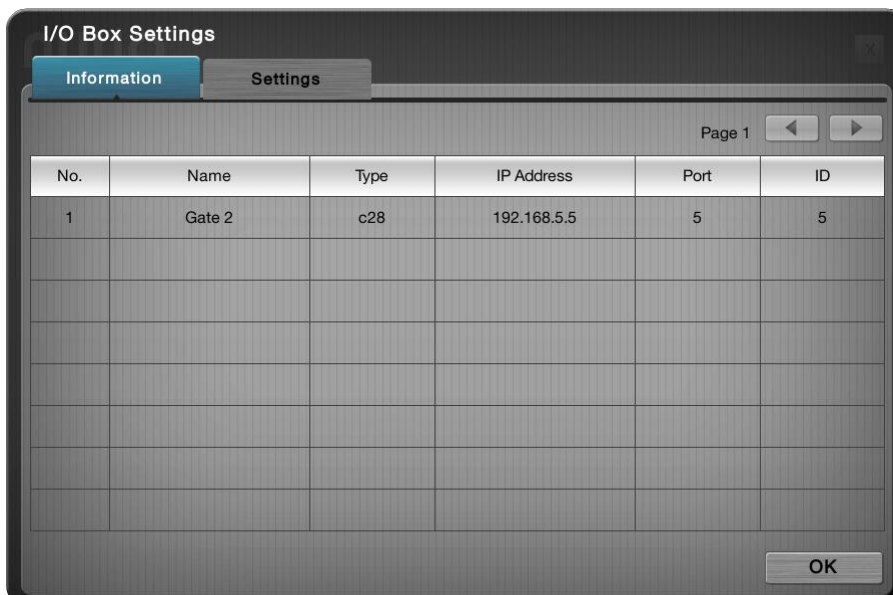 I/O Box Settings
X
Information Settings
Page 1
No. Name Type IP Address Port ID
1 Gate 2 c28 192.168.5.5 5 5
OK